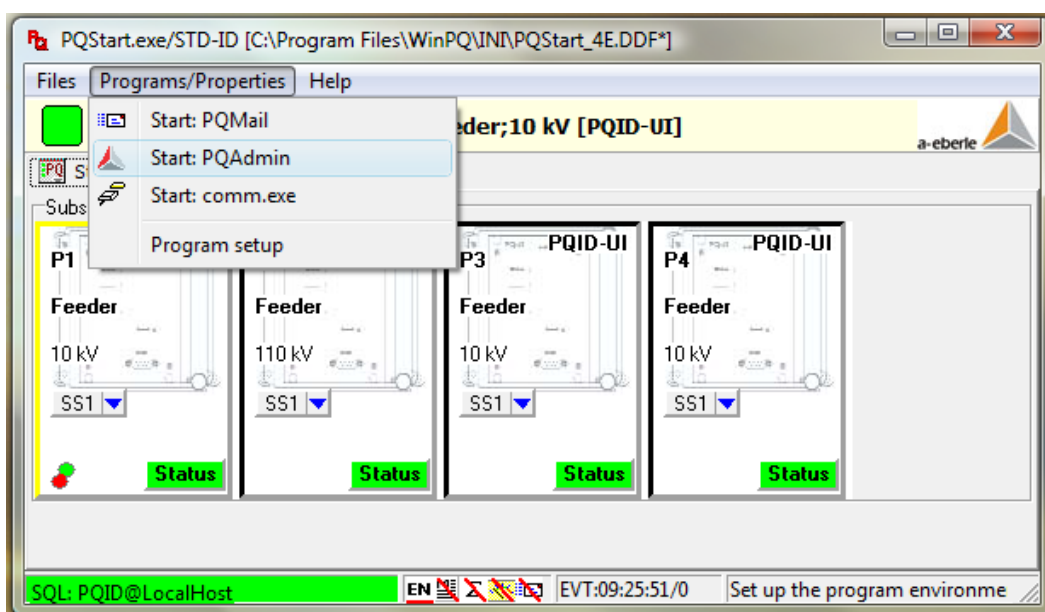 PQStart.exe/STD-ID [C:\Program Files\WinPQ\INI\PQStart_4E.DDF*]
Files Programs/Properties Help
Start: PQMail
eder;10 kV [PQID-UI]
a-eberle
Start: PQAdmin
PQ S
Start: comm.exe
Subs
Program setup
P1 P3 PQID-UI P4 PQID-UI
Feeder Feeder Feeder Feeder
10 kV 110 kV 10 kV 10 kV
SS1 SS1 SS1 SS1
Status Status Status Status
SQL: PQID@LocalHost EN EVT:09:25:51/0 Set up the program environme